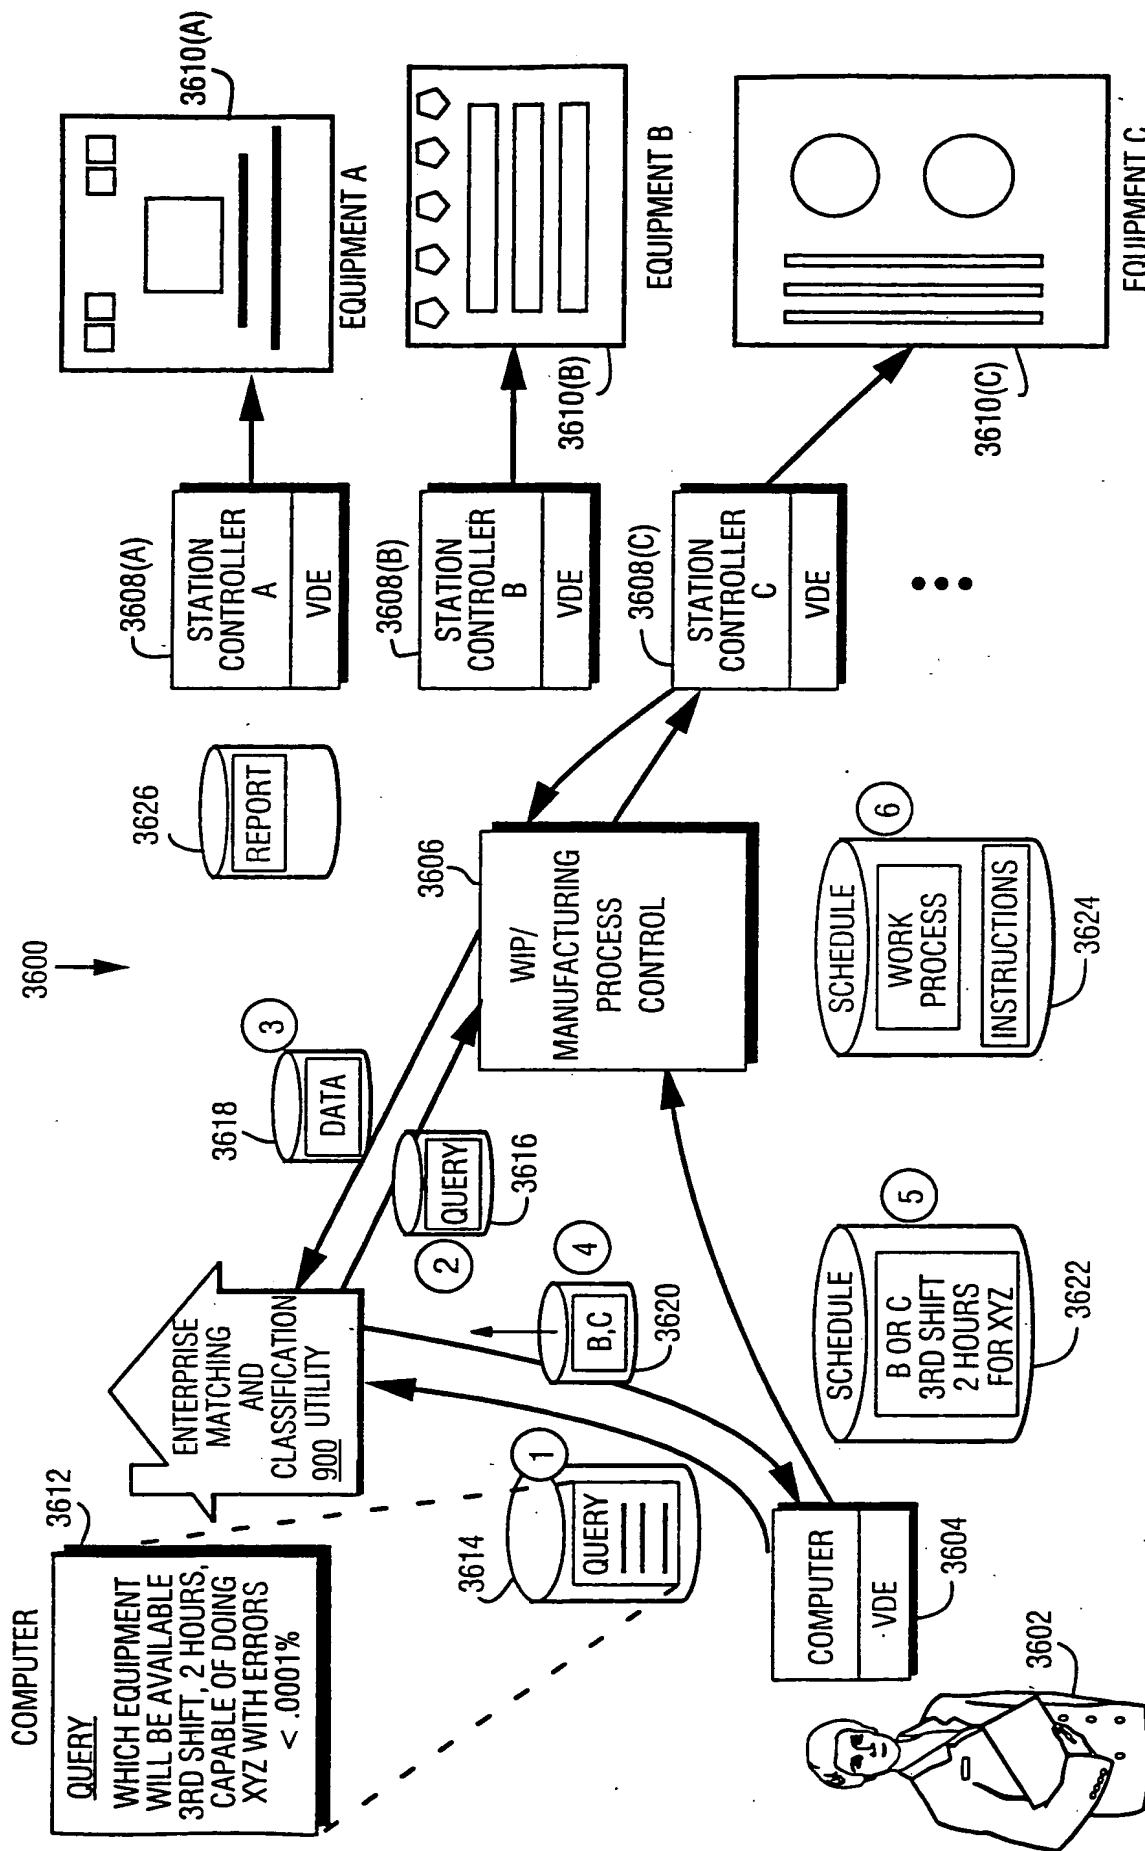 3600
COMPUTER
QUERY
WHICH EQUIPMENT
WILL BE AVAILABLE
3RD SHIFT, 2 HOURS,
CAPABLE OF DOING
XYZ WITH ERRORS
< .0001%
3612
ENTERPRISE
MATCHING
AND
CLASSIFICATION
900 UTILITY
3618
DATA
3
3626
REPORT
3608(A)
STATION
CONTROLLER
A
VDE
3610(A)
EQUIPMENT A
3614
QUERY
1
2
QUERY
3616
4
B,C
3620
3606
WIP/
MANUFACTURING
PROCESS
CONTROL
3608(B)
STATION
CONTROLLER
B
VDE
3610(B)
EQUIPMENT B
3608(C)
STATION
CONTROLLER
C
VDE
3610(C)
EQUIPMENT C
COMPUTER
VDE
3604
3602
SCHEDULE
5
B OR C
3RD SHIFT
2 HOURS
FOR XYZ
3622
SCHEDULE
6
WORK
PROCESS
INSTRUCTIONS
3624